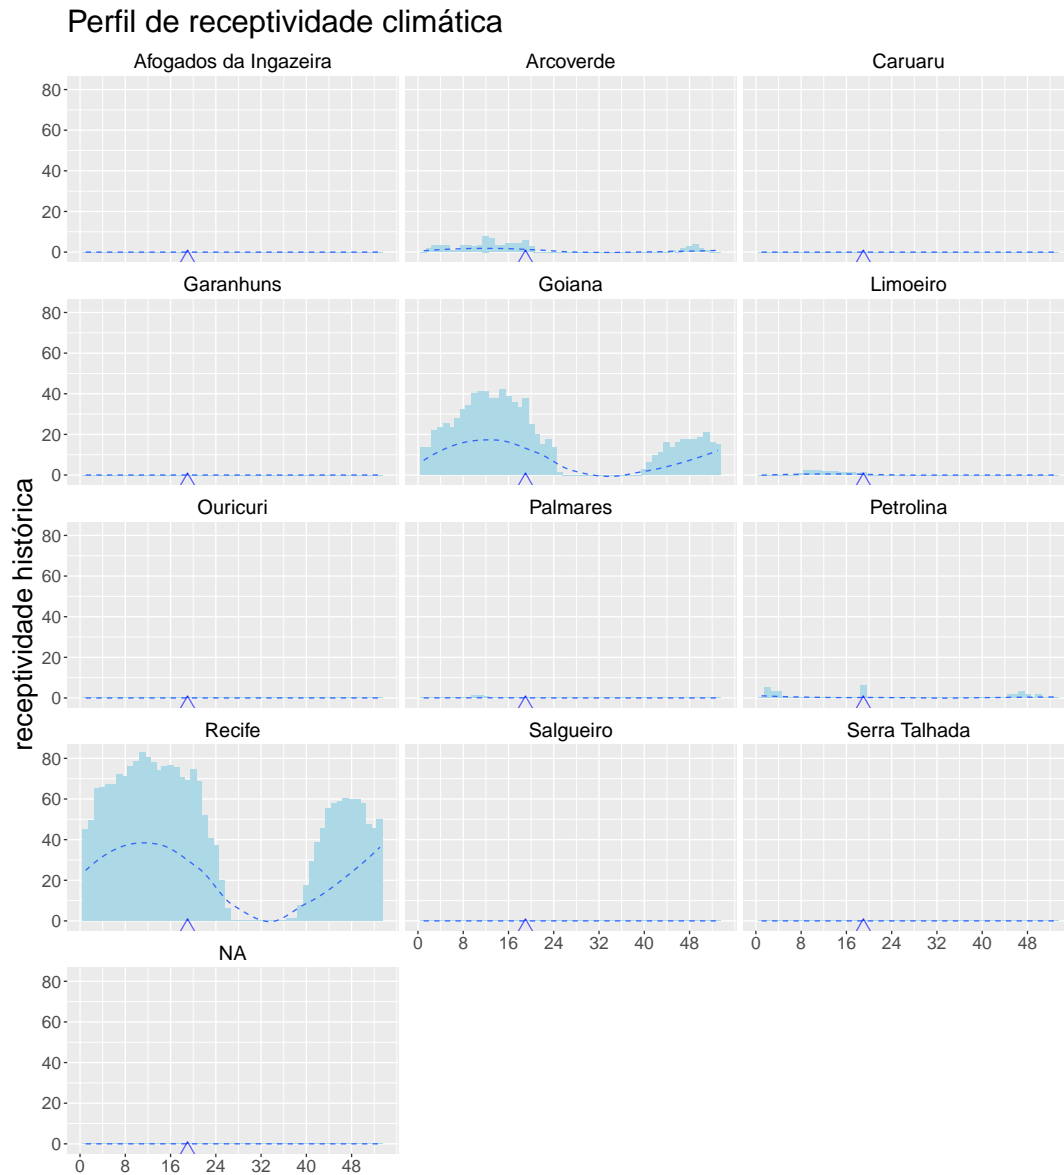 Perfil de receptividade climática
Afogados da Ingazeira Arcoverde Caruaru
80
60
40
20
0
Garanhuns Goiana Limoeiro
80
60
40
20
0
receptividade histórica
Ouricuri Palmares Petrolina
80
60
40
20
0
Recife Salgueiro Serra Talhada
80
60
40
20
0
0 8 16 24 32 40 48 0 8 16 24 32 40 48
NA
80
60
40
20
0
0 8 16 24 32 40 48